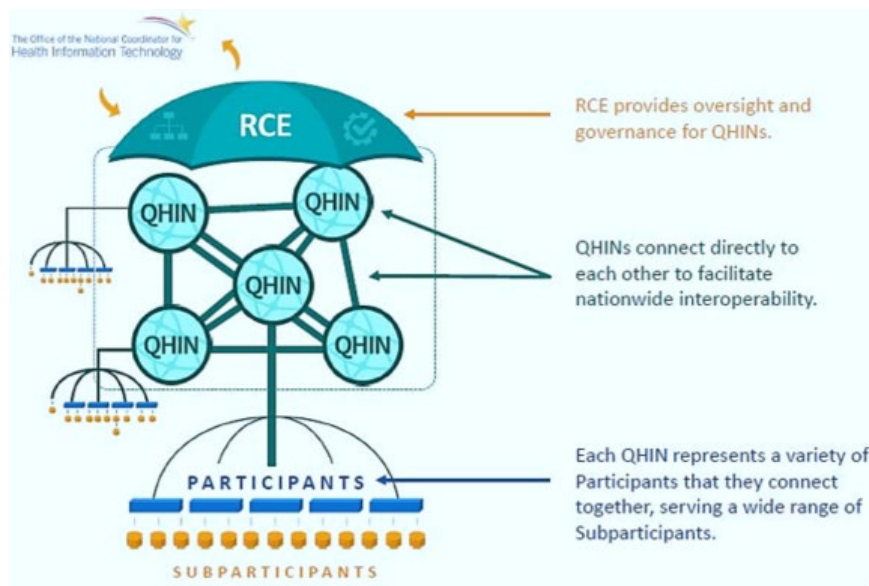 The Office of the National Coordinator for
Health Information Technology
RCE
RCE provides oversight and
governance for QHINs.
QHIN
QHIN
QHIN
QHIN
QHIN
QHINs connect directly to
each other to facilitate
nationwide interoperability.
PARTICIPANTS
Each QHIN represents a variety of
Participants that they connect
together, serving a wide range of
Subparticipants.
SUBPARTICIPANTS